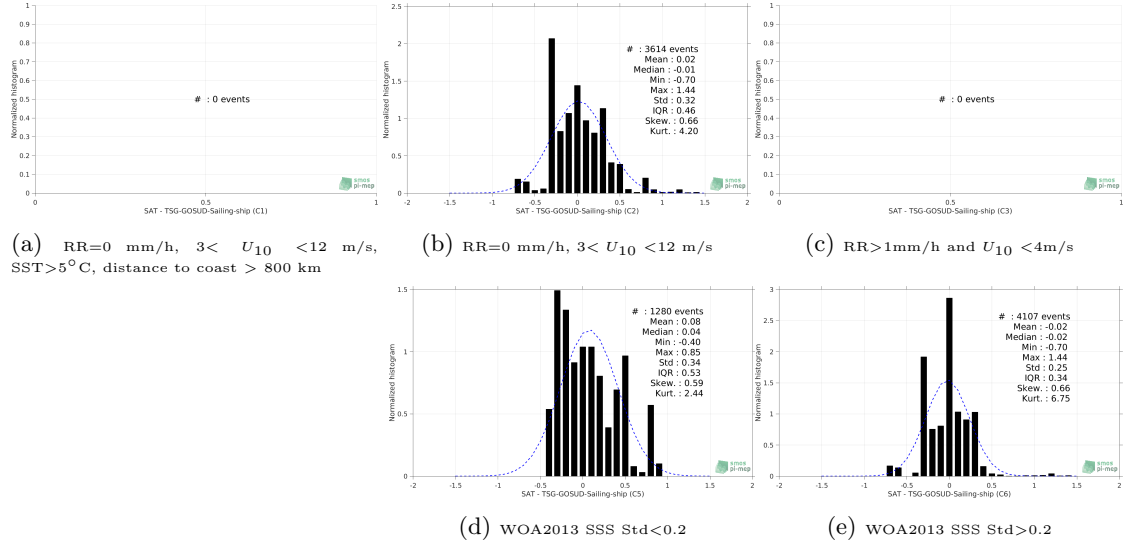 1
0.9
0.8
0.7
0.6
0.5
0.4
0.3
0.2
0.1
0
Normalized histogram
# : 0 events
0 0.5 1
SAT - TSG-GOSUD-Sailing-ship (C1)
smos
pi-mep
(a) RR=0 mm/h, 3< U10 <12 m/s,
SST>5°C, distance to coast > 800 km
2.5
2
1.5
1
0.5
0
Normalized histogram
# : 3614 events
Mean : 0.02
Median : -0.01
Min : -0.70
Max : 1.44
Std : 0.32
IQR : 0.46
Skew. : 0.66
Kurt. : 4.20
-2 -1.5 -1 -0.5 0 0.5 1 1.5 2
SAT - TSG-GOSUD-Sailing-ship (C2)
smos
pi-mep
(b) RR=0 mm/h, 3< U10 <12 m/s
1
0.9
0.8
0.7
0.6
0.5
0.4
0.3
0.2
0.1
0
Normalized histogram
# : 0 events
0 0.5 1
SAT - TSG-GOSUD-Sailing-ship (C3)
smos
pi-mep
(c) RR>1mm/h and U10 <4m/s
1.5
1
0.5
0
Normalized histogram
# : 1280 events
Mean : 0.08
Median : 0.04
Min : -0.40
Max : 0.85
Std : 0.34
IQR : 0.53
Skew. : 0.59
Kurt. : 2.44
-2 -1.5 -1 -0.5 0 0.5 1 1.5 2
SAT - TSG-GOSUD-Sailing-ship (C5)
smos
pi-mep
(d) WOA2013 SSS Std<0.2
3
2.5
2
1.5
1
0.5
0
Normalized histogram
# : 4107 events
Mean : -0.02
Median : -0.02
Min : -0.70
Max : 1.44
Std : 0.25
IQR : 0.34
Skew. : 0.66
Kurt. : 6.75
-2 -1.5 -1 -0.5 0 0.5 1 1.5 2
SAT - TSG-GOSUD-Sailing-ship (C6)
smos
pi-mep
(e) WOA2013 SSS Std>0.2